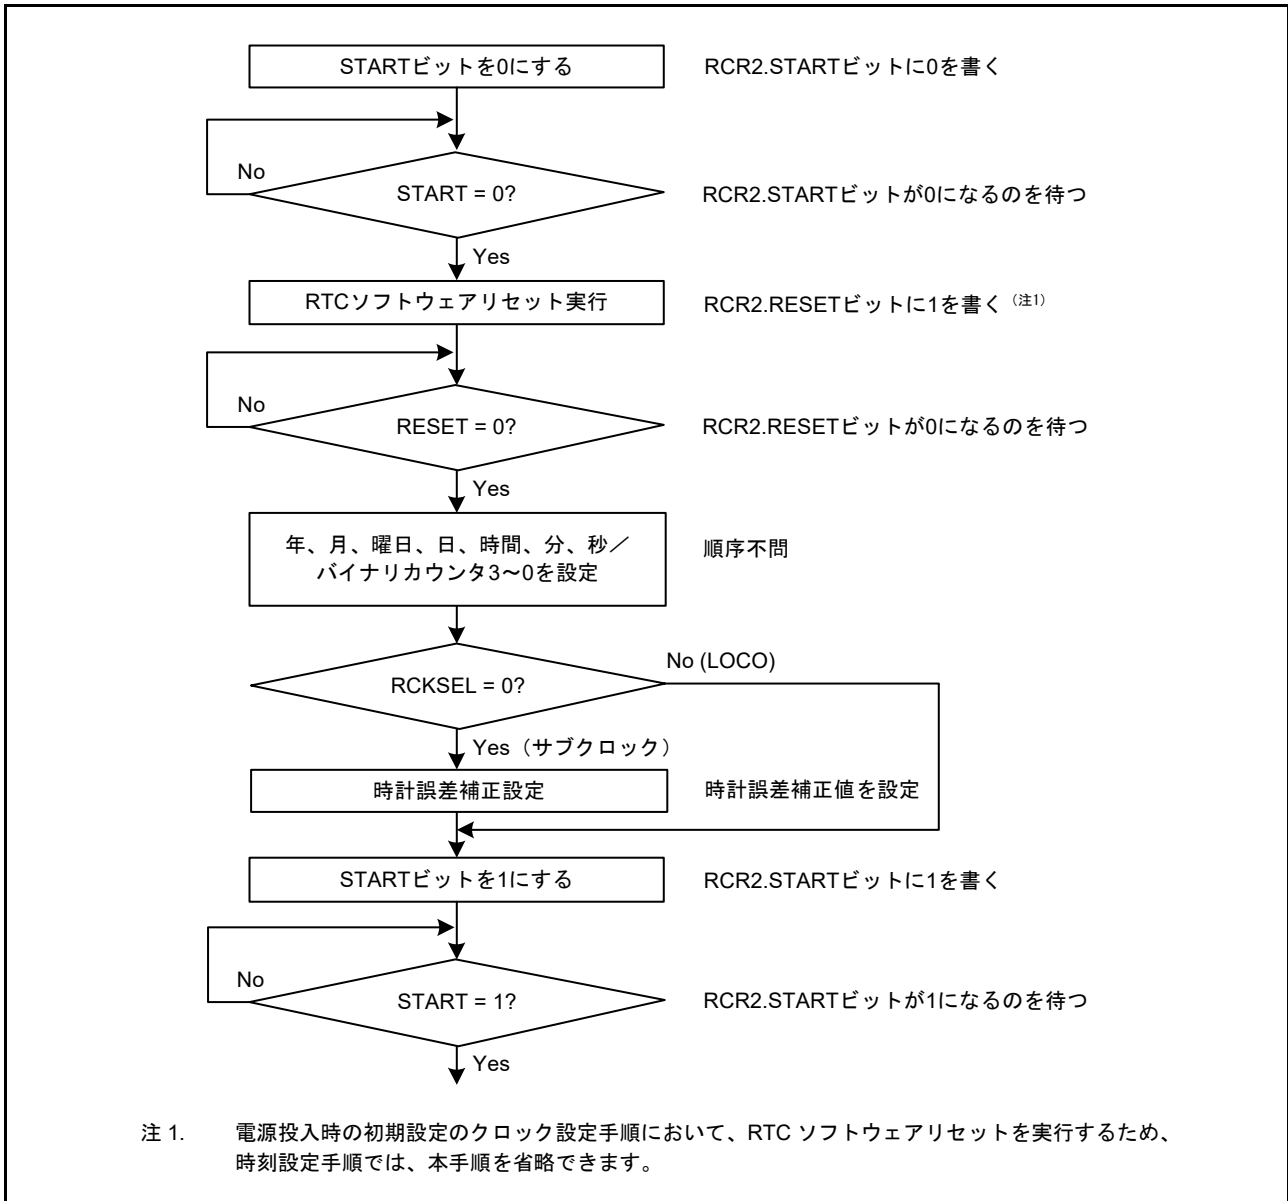 STARTビットを0にする
RCR2.STARTビットに0を書く
No
START = 0?
RCR2.STARTビットが0になるのを待つ
Yes
RTCソフトウェアリセット実行
RCR2.RESETビットに1を書く（注1）
No
RESET = 0?
RCR2.RESETビットが0になるのを待つ
Yes
年、月、曜日、日、時間、分、秒／
バイナリカウンタ3～0を設定
順序不問
No (LOCO)
RCKSEL = 0?
Yes（サブクロック）
時計誤差補正設定
時計誤差補正値を設定
STARTビットを1にする
RCR2.STARTビットに1を書く
No
START = 1?
RCR2.STARTビットが1になるのを待つ
Yes
注 1. 電源投入時の初期設定のクロック設定手順において、RTC ソフトウェアリセットを実行するため、
時刻設定手順では、本手順を省略できます。